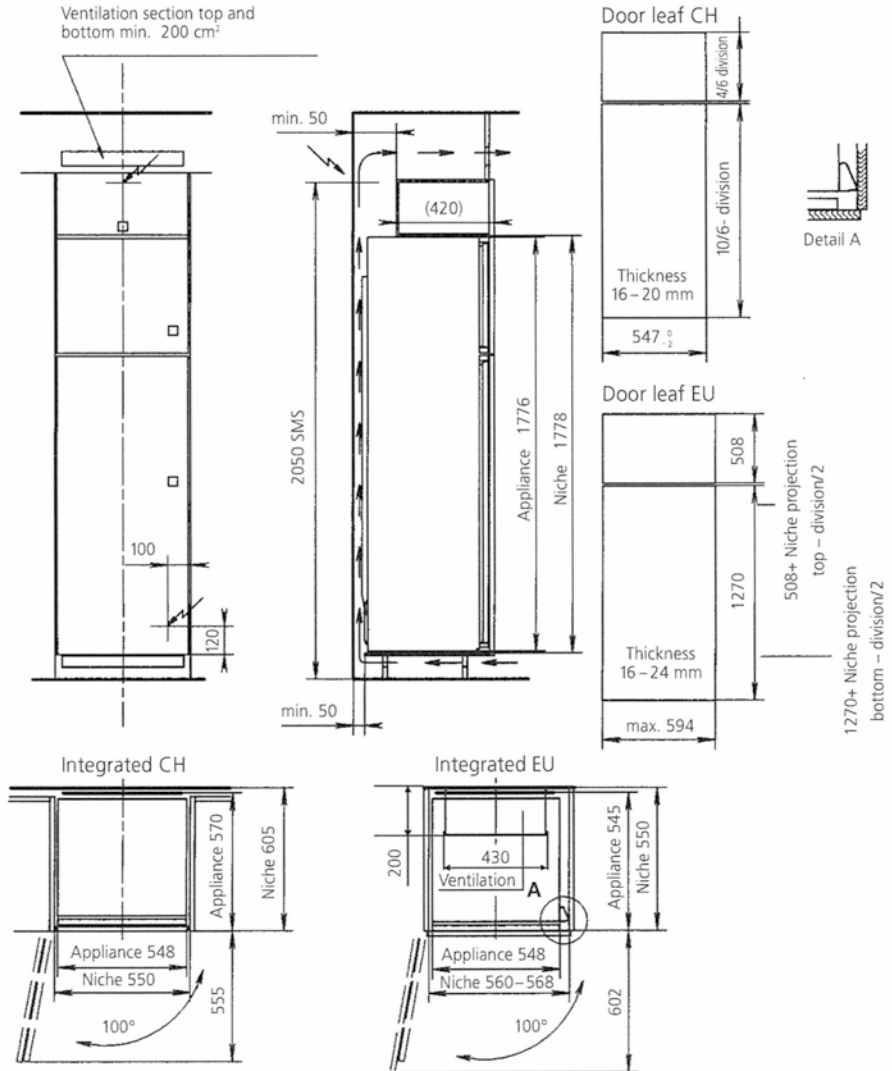 Ventilation section top and
bottom min. 200 cm²
min. 50
(420)
2050 SMS
Appliance 1776
Niche 1778
100
120
min. 50
Door leaf CH
4/6 division
10/6- division
Thickness
16–20 mm
547 0
-2
Detail A
Door leaf EU
508
1270
Thickness
16–24 mm
max. 594
508+ Niche projection
top – division/2
1270+ Niche projection
bottom – division/2
Integrated CH
Appliance 570
Niche 605
Appliance 548
Niche 550
555
100°
Integrated EU
200
430
Ventilation
A
Appliance 545
Niche 550
Appliance 548
Niche 560–568
602
100°